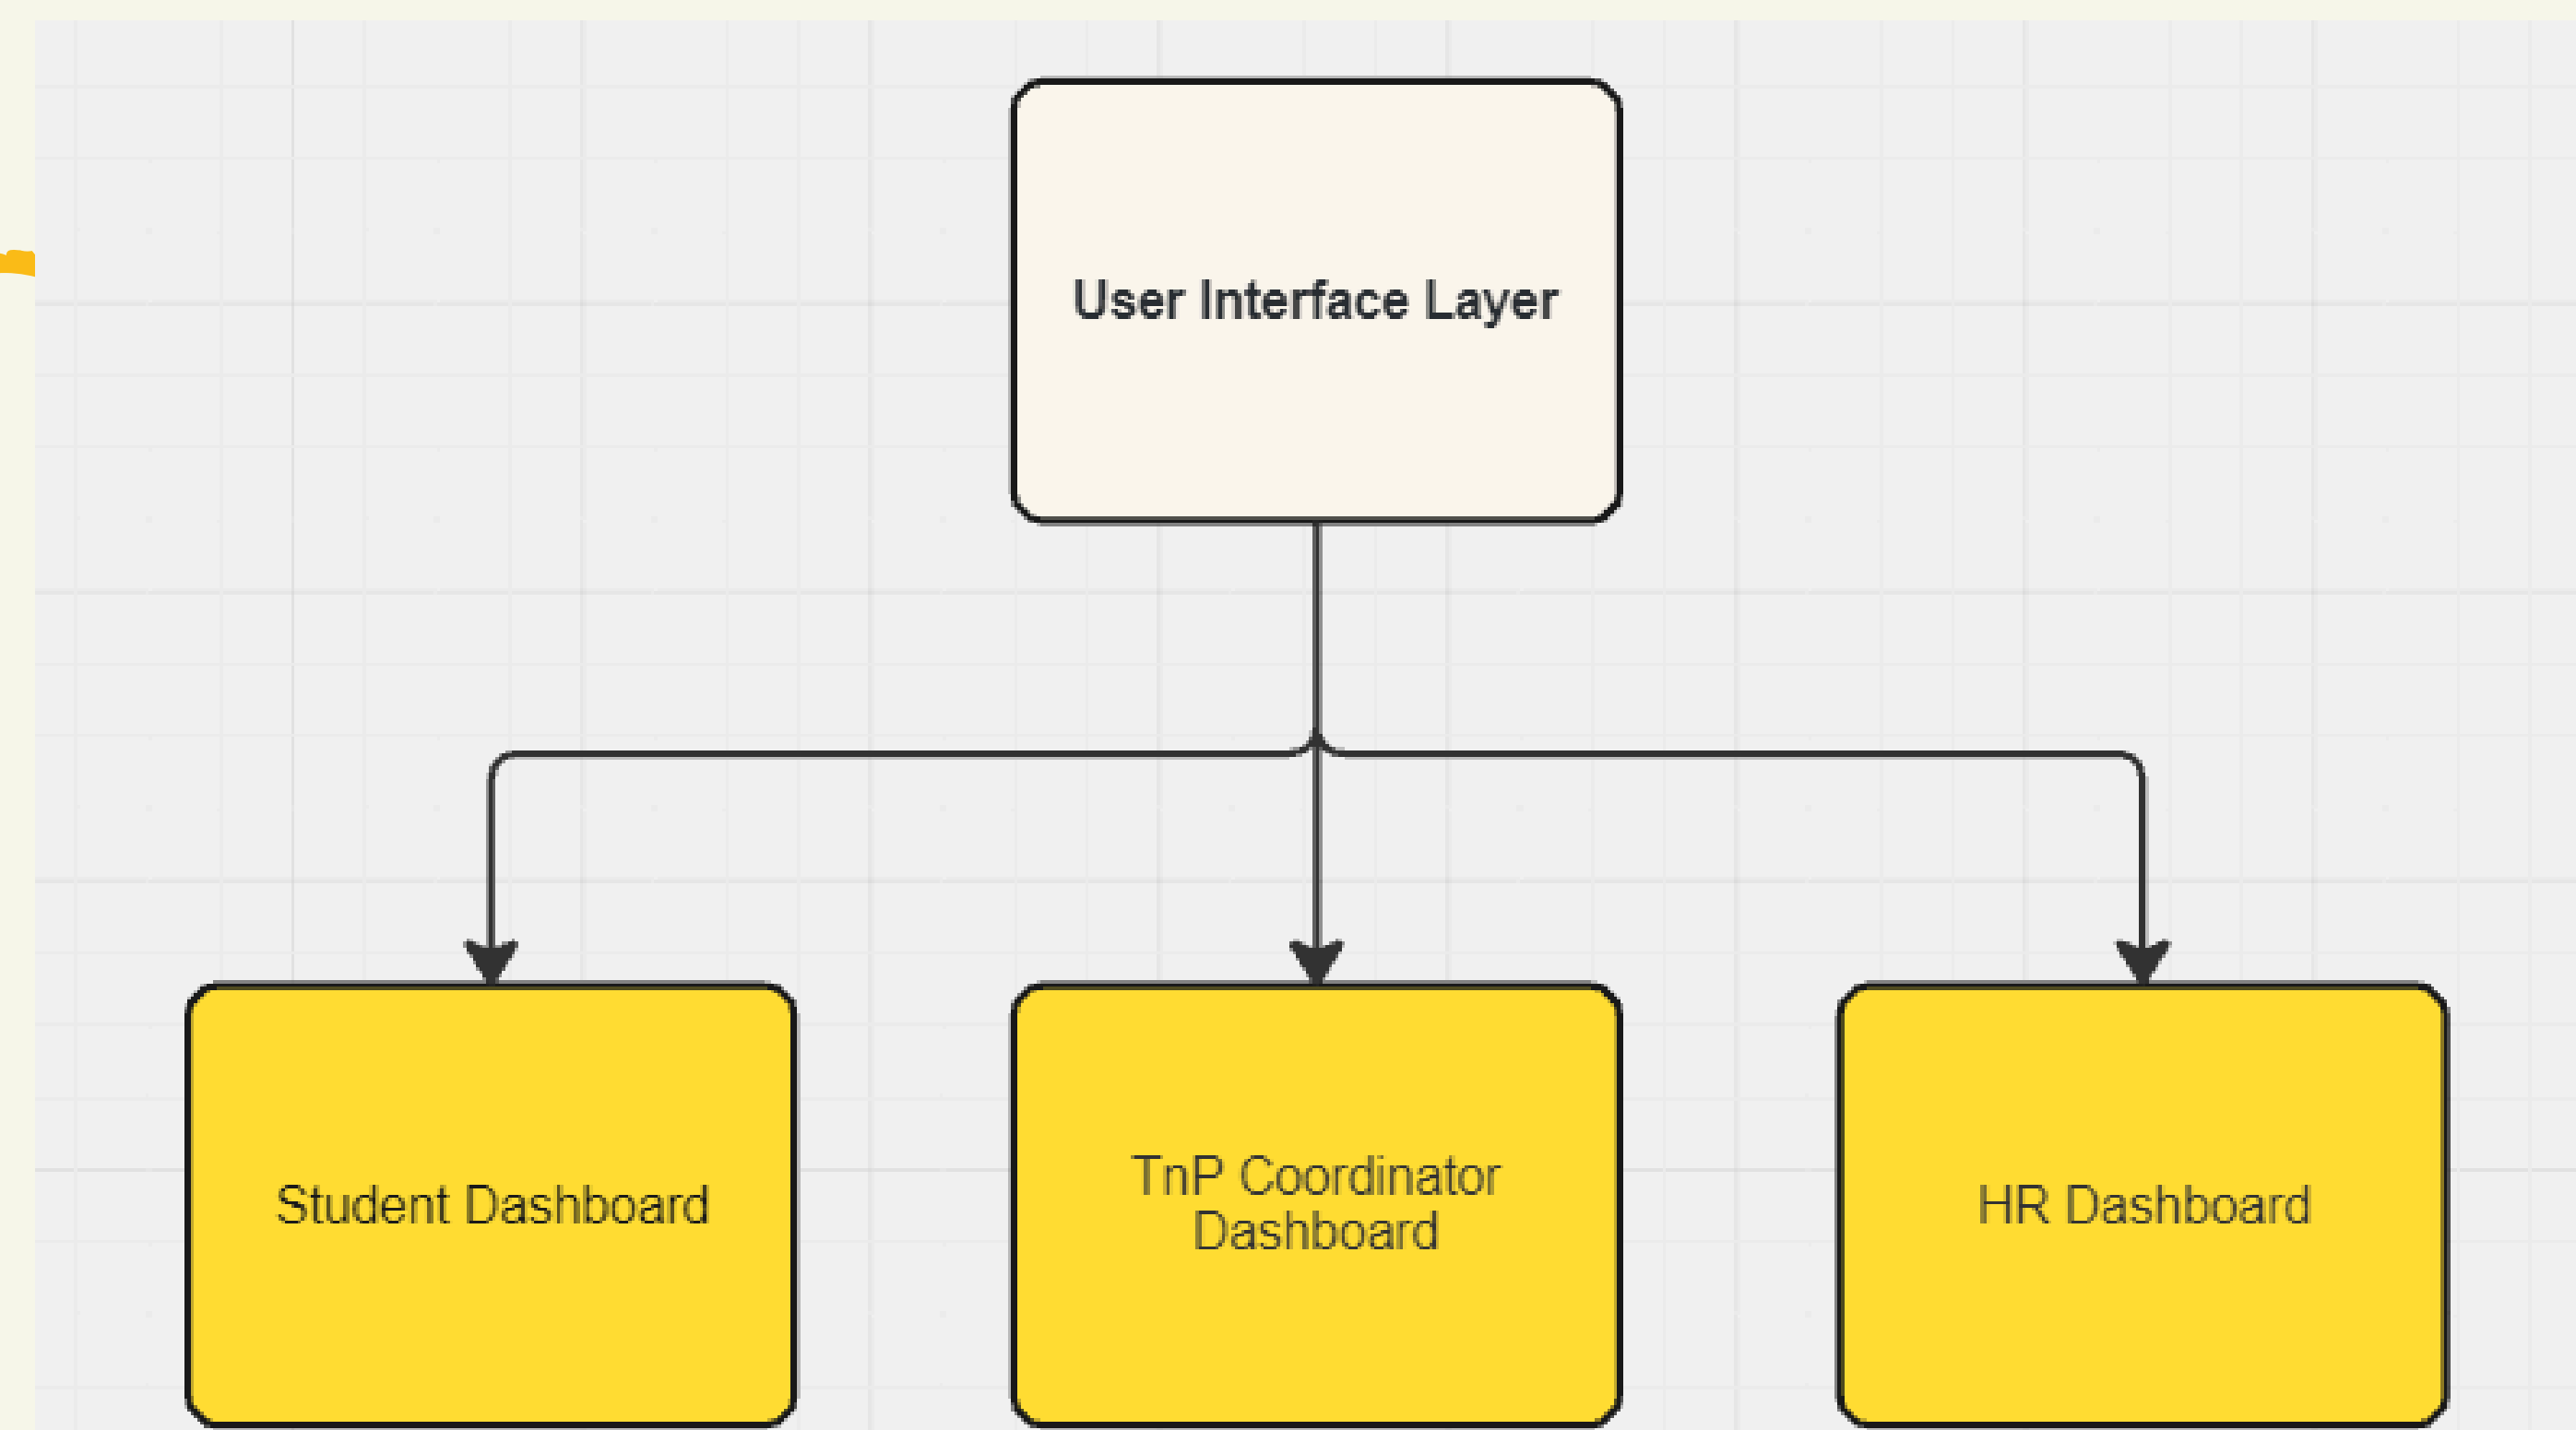 User Interface Layer
Student Dashboard
TnP Coordinator
Dashboard
HR Dashboard